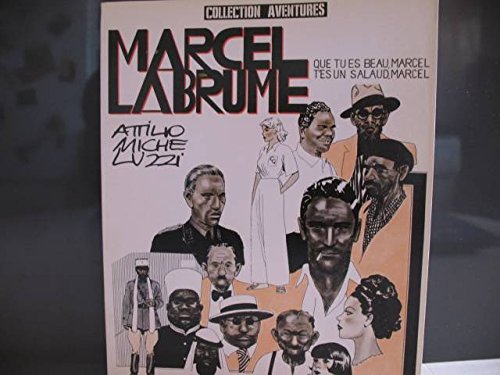 COLLECTION AVENTURES
MARCEL
LABRUME
QUE TU ES BEAU, MARCEL
T'ES UN SALAUD, MARCEL
ATTILIO
MICHE
LUZZI